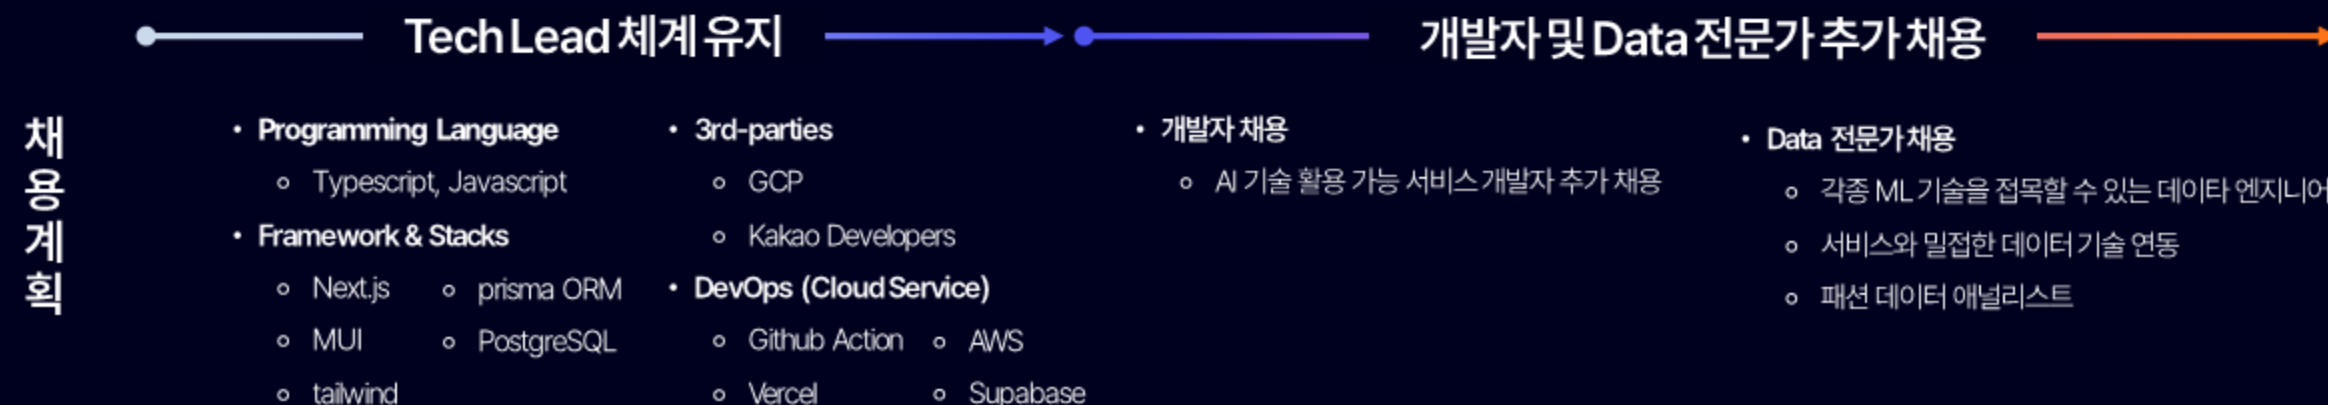 Tech Lead 체계 유지
개발자 및 Data 전문가 추가 채용
채용계획
• Programming Language
○ Typescript, Javascript
• Framework & Stacks
○ Next.js ○ prisma ORM
○ MUI ○ PostgreSQL
○ tailwind
• 3rd-parties
○ GCP
○ Kakao Developers
• DevOps (Cloud Service)
○ Github Action ○ AWS
○ Vercel ○ Supabase
• 개발자 채용
○ AI 기술 활용 가능 서비스 개발자 추가 채용
• Data 전문가 채용
○ 각종 ML 기술을 접목할 수 있는 데이타 엔지니어
○ 서비스와 밀접한 데이터 기술 연동
○ 패션 데이터 애널리스트